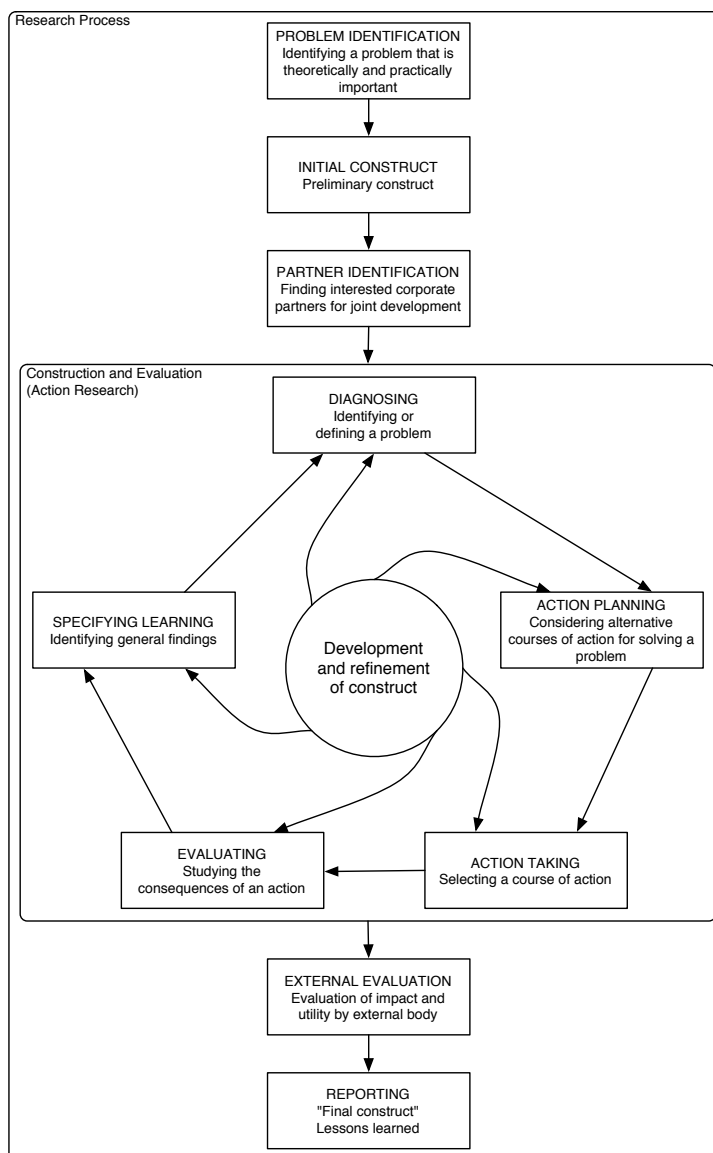 Research Process
PROBLEM IDENTIFICATION
Identifying a problem that is
theoretically and practically
important
INITIAL CONSTRUCT
Preliminary construct
PARTNER IDENTIFICATION
Finding interested corporate
partners for joint development
Construction and Evaluation
(Action Research)
DIAGNOSING
Identifying or
defining a problem
SPECIFYING LEARNING
Identifying general findings
Development
and refinement
of construct
ACTION PLANNING
Considering alternative
courses of action for solving a
problem
EVALUATING
Studying the
consequences of an action
ACTION TAKING
Selecting a course of action
EXTERNAL EVALUATION
Evaluation of impact and
utility by external body
REPORTING
"Final construct"
Lessons learned